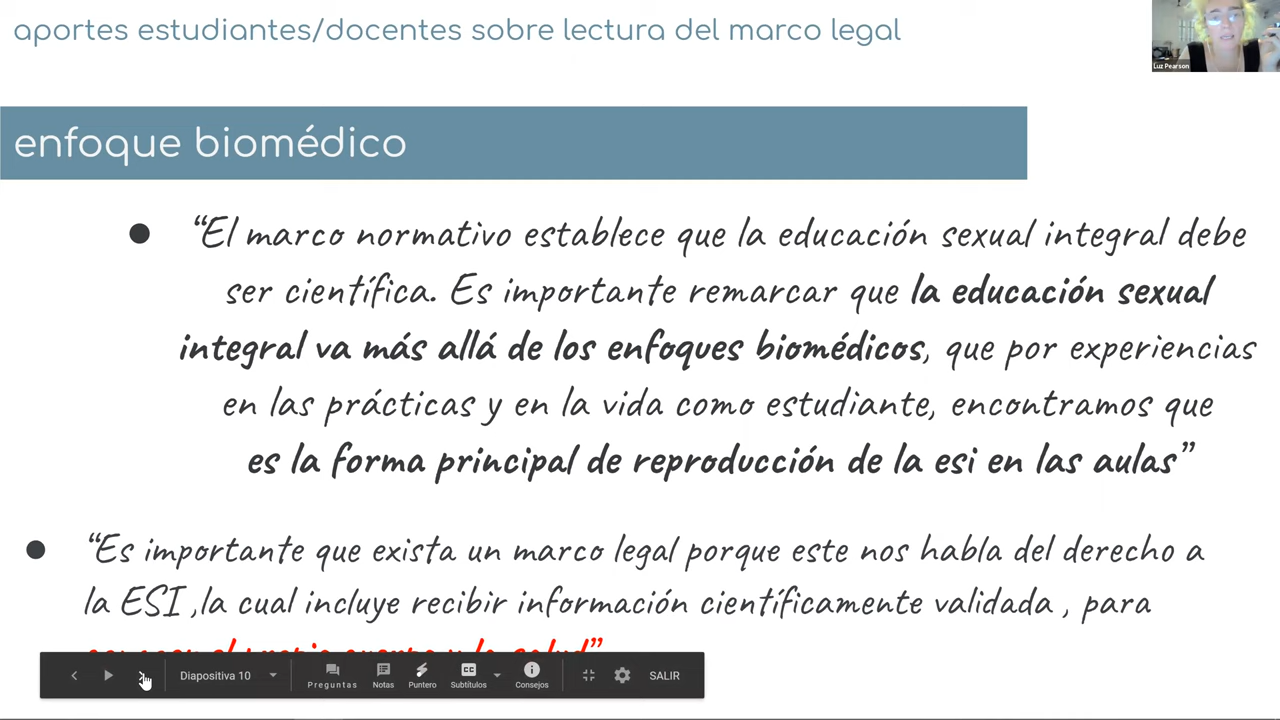 aportes estudiantes/docentes sobre lectura del marco legal
Luz Pearson
enfoque biomédico
● “El marco normativo establece que la educación sexual integral debe
ser científica. Es importante remarcar que la educación sexual
integral va más allá de los enfoques biomédicos, que por experiencias
en las prácticas y en la vida como estudiante, encontramos que
es la forma principal de reproducción de la esi en las aulas”
● “Es importante que exista un marco legal porque este nos habla del derecho a
la ESI ,la cual incluye recibir información científicamente validada , para
Diapositiva 10
Preguntas
Notas
Puntero
CC
Subtítulos
Consejos
SALIR